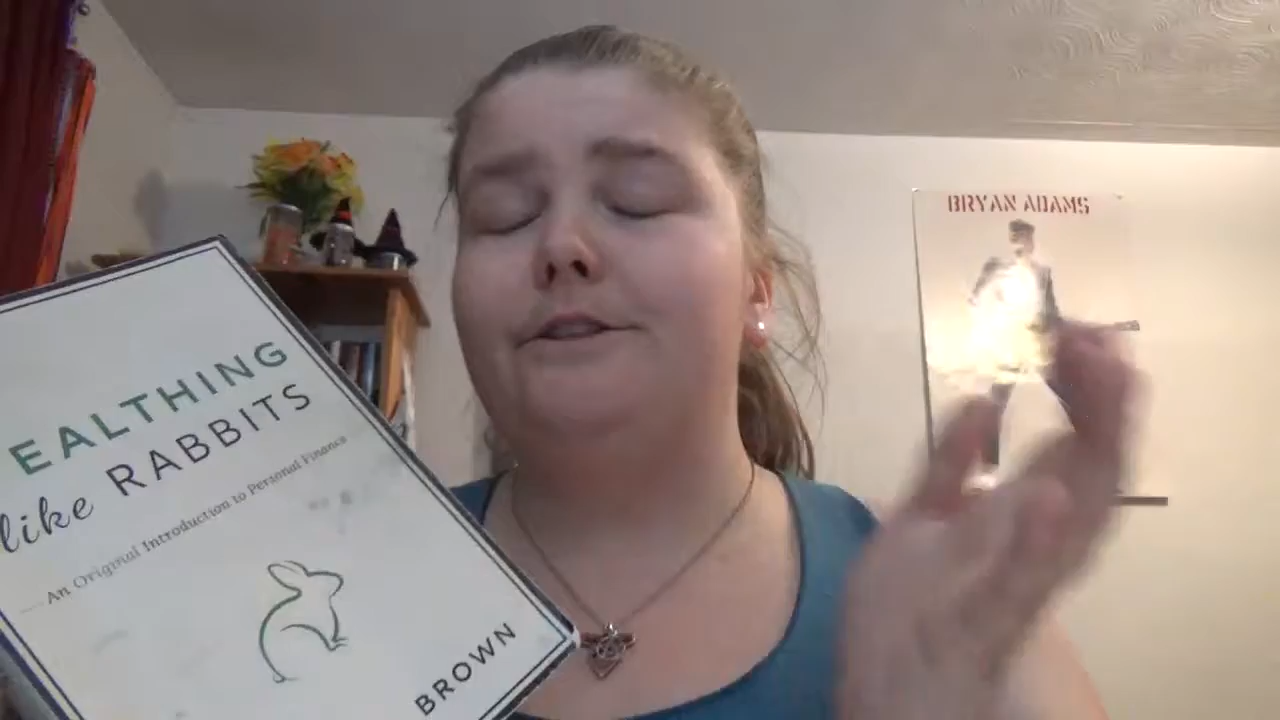 EALTHING
like RABBITS
An Original Introduction to Personal Finance
BROWN
BRYAN ADAMS